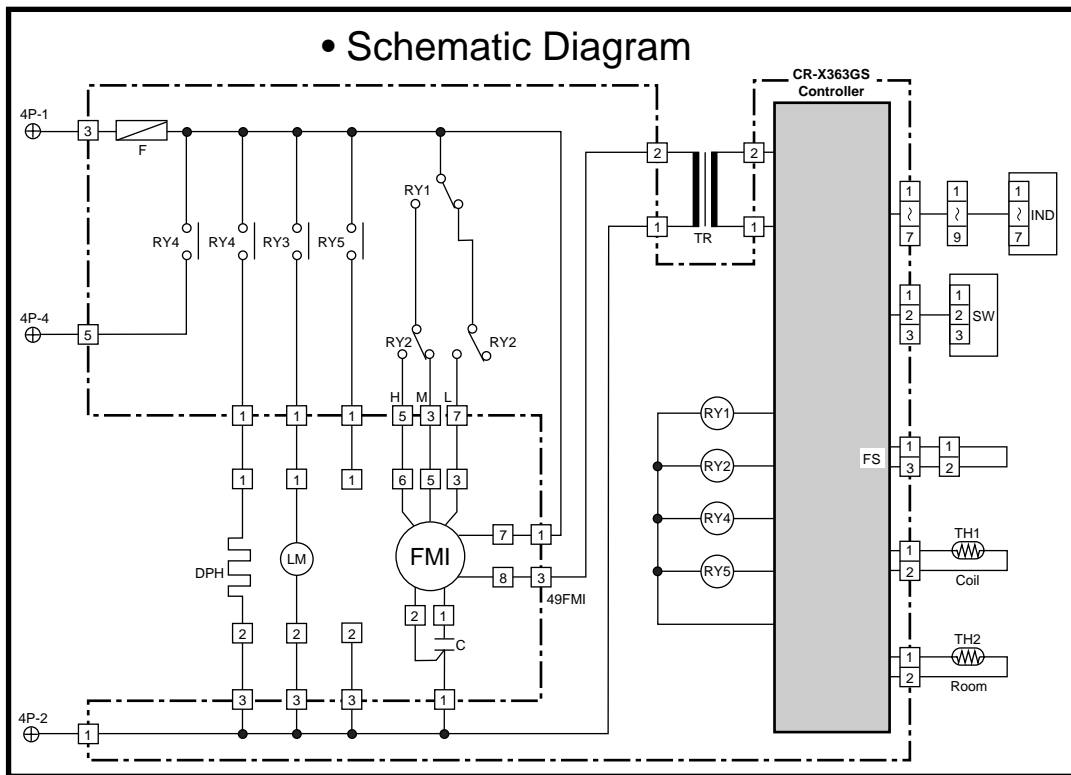 • Schematic Diagram
CR-X363GS
Controller
4P-1
3
F
2
2
1
1
TR
RY1
RY4
RY4
RY3
RY5
1
~
7
1
~
9
1
~
7
IND
4P-4
5
RY2
RY2
1
2
3
1
2
3
SW
H
M
L
1
1
1
5
3
7
1
1
1
6
5
3
RY1
RY2
RY4
RY5
FS
1
3
1
2
DPH
LM
FMI
7
1
8
3
49FMI
TH1
1
2
Coil
2
1
C
2
2
2
TH2
1
2
Room
3
3
3
1
4P-2
1